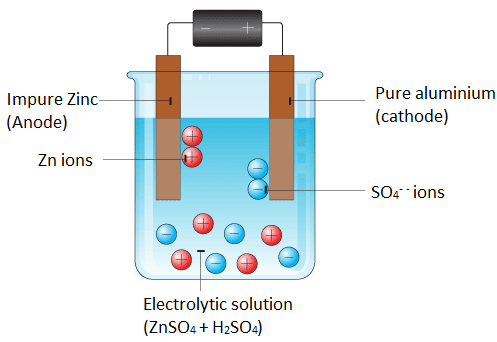 Impure Zinc
(Anode)
Pure aluminium
(cathode)
Zn ions
SO₄⁻⁻ ions
Electrolytic solution
(ZnSO₄ + H₂SO₄)